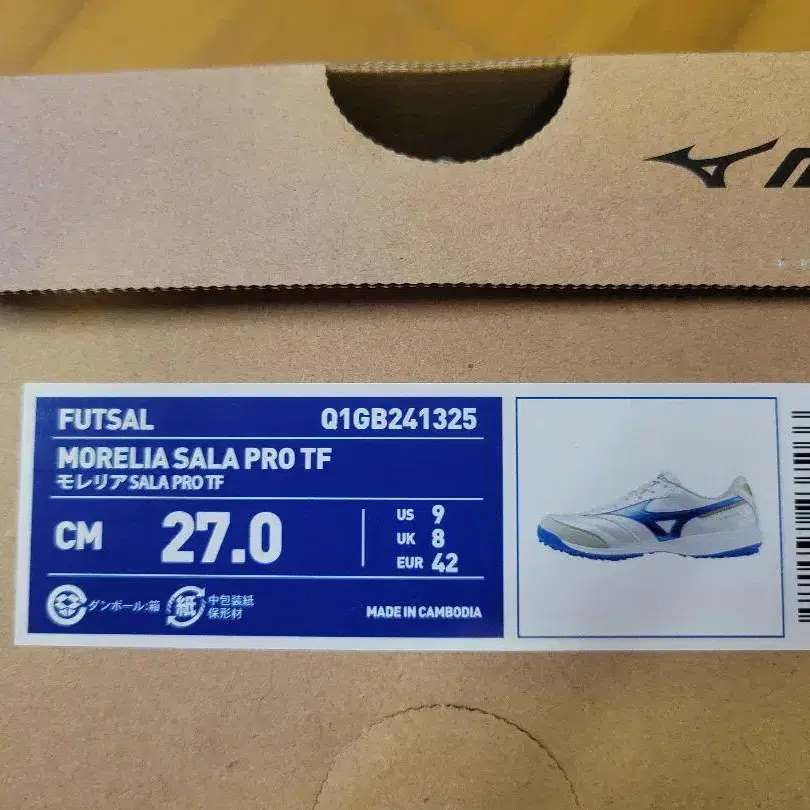 FUTSAL Q1GB241325
MORELIA SALA PRO TF
モレリア SALA PRO TF
CM 27.0
US 9
UK 8
EUR 42
ダンボール:箱
紙
中包装紙
保形材
MADE IN CAMBODIA